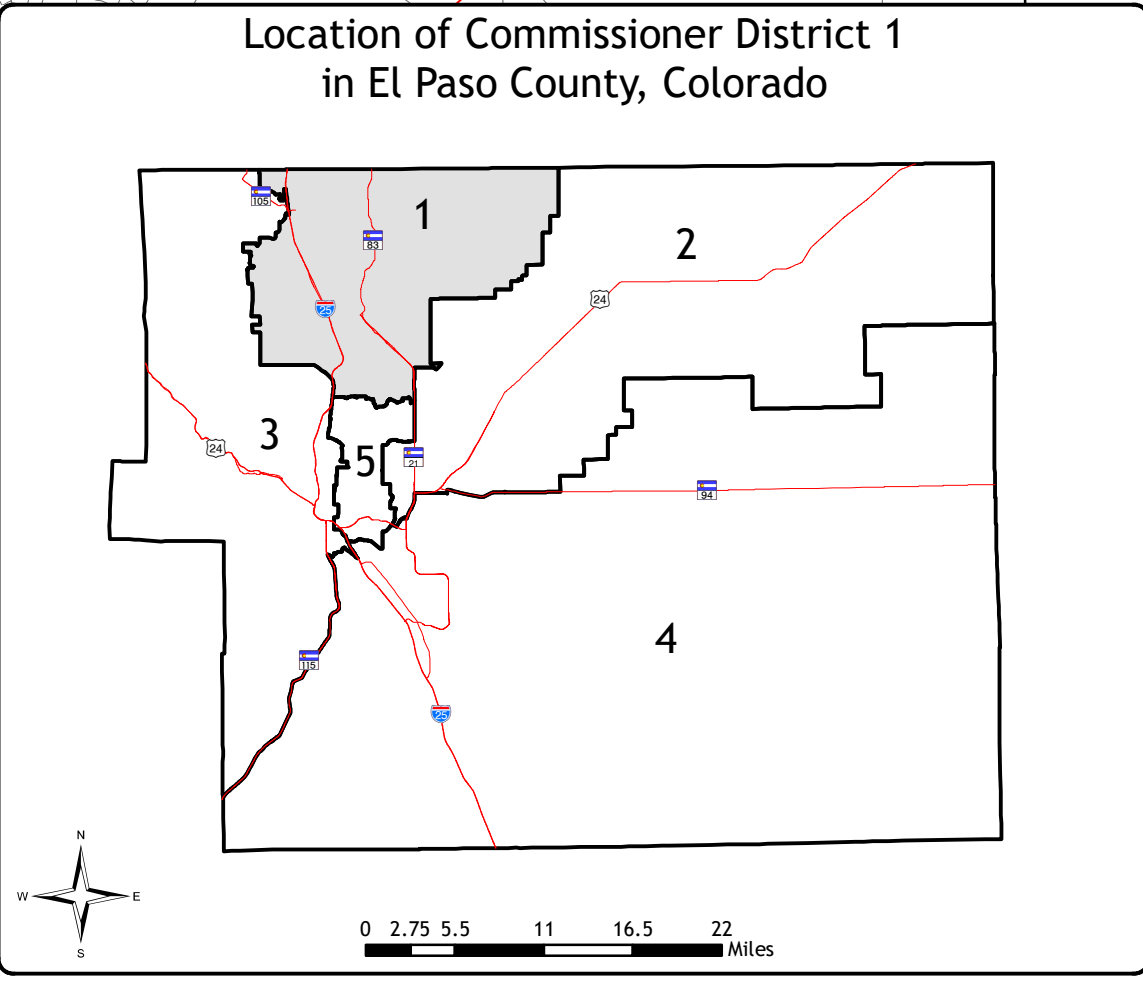 Location of Commissioner District 1
in El Paso County, Colorado
105
1
83
2
24
25
3
24
5
21
94
4
115
25
N
W E
S
0 2.75 5.5 11 16.5 22
Miles